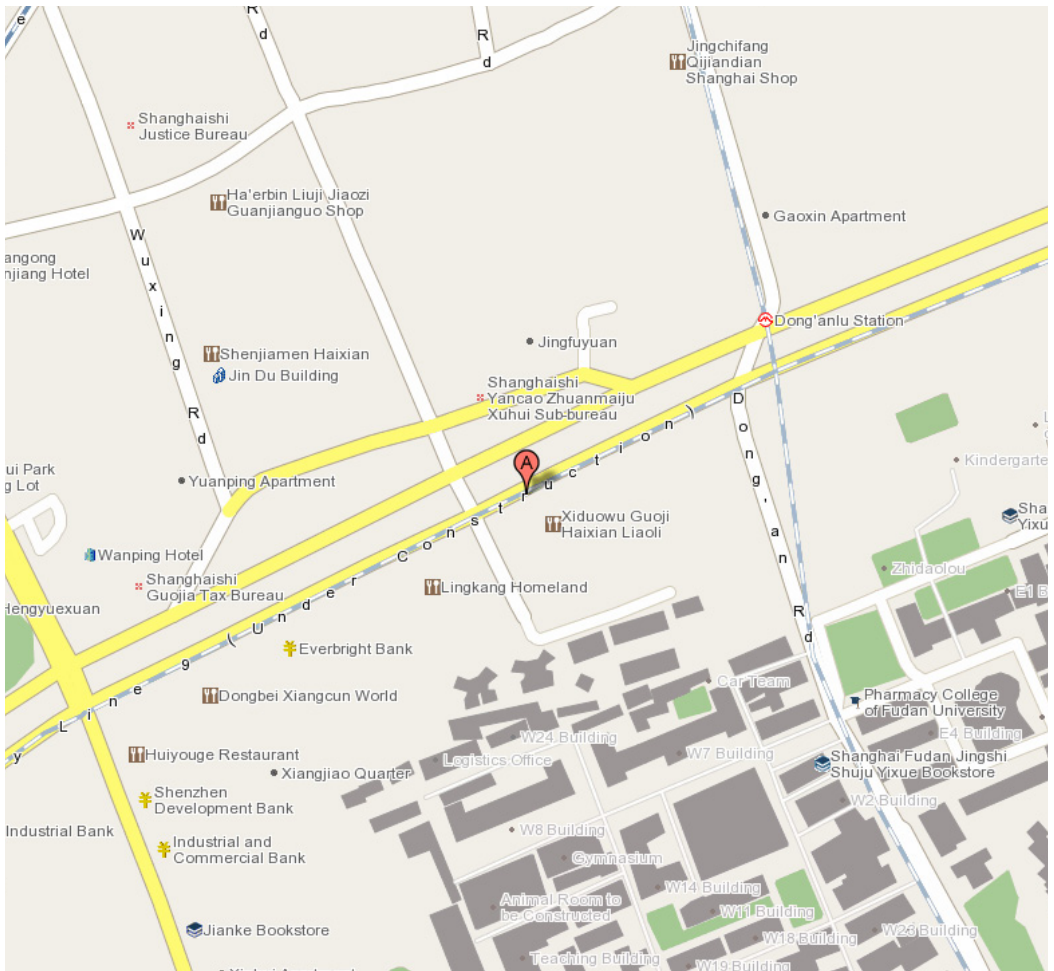 e
Rd
Rd
Jingchifang
Qijiandian
Shanghai Shop
Shanghaishi
Justice Bureau
Ha'erbin Liuji Jiaozi
Guanjianguo Shop
Gaoxin Apartment
angong
njiang Hotel
Wuxing Rd
Dong'anlu Station
Jingfuyuan
Shenjiamen Haixian
Jin Du Building
Shanghaishi
Yancao Zhuanmaiju
Xuhui Sub-bureau
Dong'an Rd
ui Park
g Lot
Yuanping Apartment
A
Kindergarte
Sha
Yixu
Xiduowu Guoji
Haixian Liaoli
Wanping Hotel
Zhidaolou
Shanghaishi
Guojia Tax Bureau
Lingkang Homeland
E1 B
Hengyuexuan
y Line 9 (Under Construction)
Everbright Bank
Car Team
Dongbei Xiangcun World
Pharmacy College
of Fudan University
E4 Building
W24 Building
Huiyouge Restaurant
Logistics Office
W7 Building
Shanghai Fudan Jingshi
Shuju Yixue Bookstore
Xiangjiao Quarter
Shenzhen
Development Bank
W2 Building
Industrial Bank
W8 Building
Industrial and
Commercial Bank
Gymnasium
W14 Building
Animal Room to
be Constructed
W11 Building
Jianke Bookstore
W18 Building
W23 Building
Teaching Building
W19 Building